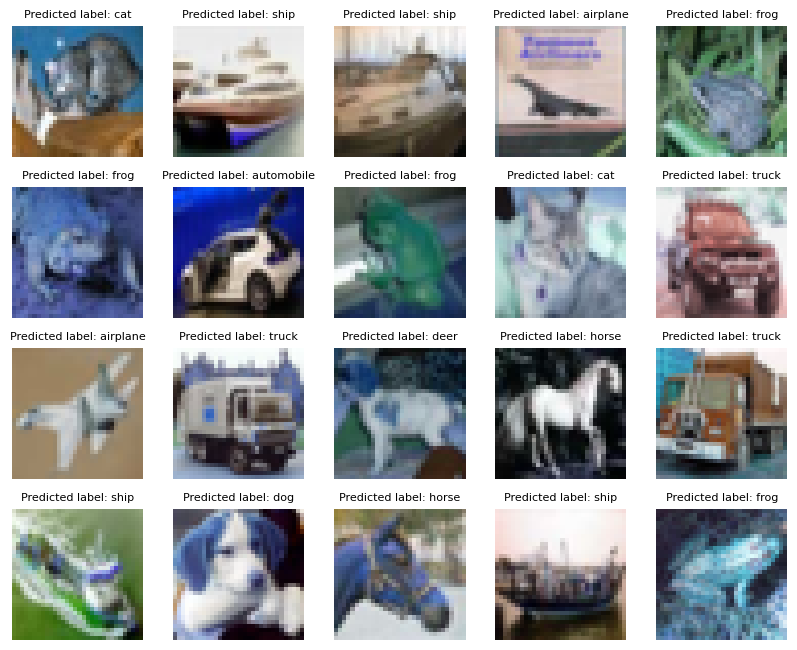 Predicted label: cat
Predicted label: ship
Predicted label: ship
Predicted label: airplane
Predicted label: frog
Predicted label: frog
Predicted label: automobile
Predicted label: frog
Predicted label: cat
Predicted label: truck
Predicted label: airplane
Predicted label: truck
Predicted label: deer
Predicted label: horse
Predicted label: truck
Predicted label: ship
Predicted label: dog
Predicted label: horse
Predicted label: ship
Predicted label: frog